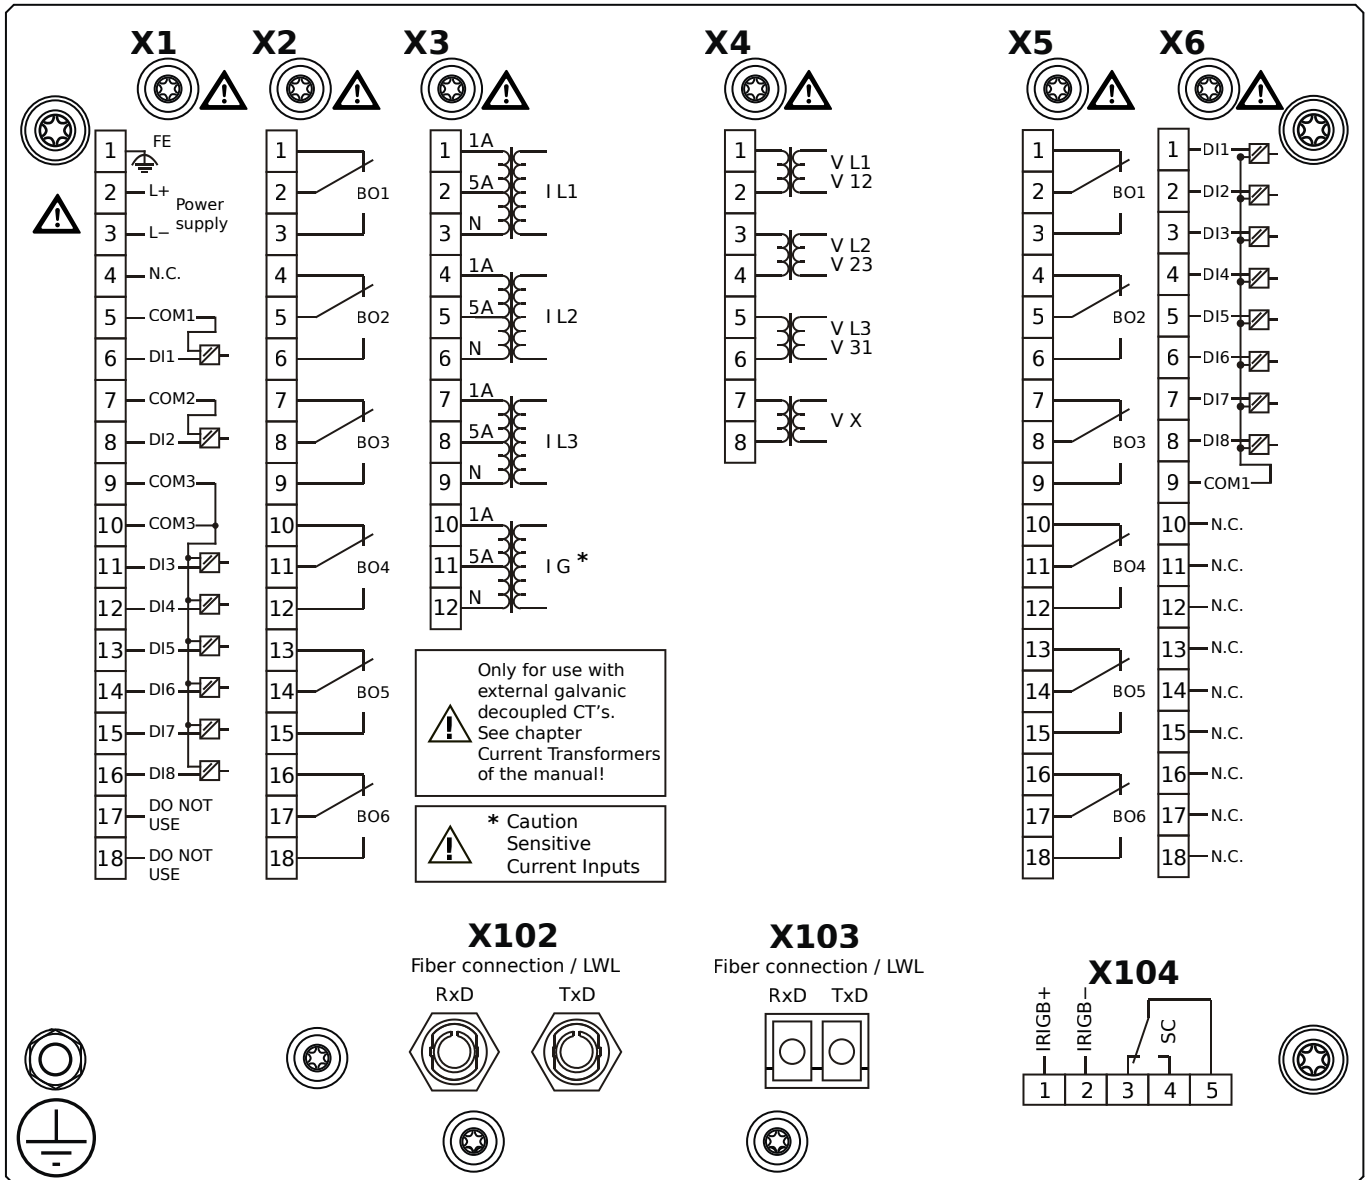 X1 X2 X3 X4 X5 X6
1 FE
2 L+
Power
supply
3 L−
4 N.C.
5 COM1
6 DI1
7 COM2
8 DI2
9 COM3
10 COM3
11 DI3
12 DI4
13 DI5
14 DI6
15 DI7
16 DI8
17 DO NOT
USE
18 DO NOT
USE
1
2 BO1
3
4
5 BO2
6
7
8 BO3
9
10
11 BO4
12
13
14 BO5
15
16
17 BO6
18
1 1A
2 5A I L1
3 N
4 1A
5 5A I L2
6 N
7 1A
8 5A I L3
9 N
10 1A
11 5A I G *
12 N
Only for use with
external galvanic
decoupled CT's.
See chapter
Current Transformers
of the manual!
* Caution
Sensitive
Current Inputs
1 V L1
2 V 12
3 V L2
4 V 23
5 V L3
6 V 31
7 V X
8
1
2 BO1
3
4
5 BO2
6
7
8 BO3
9
10
11 BO4
12
13
14 BO5
15
16
17 BO6
18
1 DI1
2 DI2
3 DI3
4 DI4
5 DI5
6 DI6
7 DI7
8 DI8
9 COM1
10 N.C.
11 N.C.
12 N.C.
13 N.C.
14 N.C.
15 N.C.
16 N.C.
17 N.C.
18 N.C.
X102
Fiber connection / LWL
RxD TxD
X103
Fiber connection / LWL
RxD TxD
X104
IRIGB+
IRIGB−
SC
1 2 3 4 5